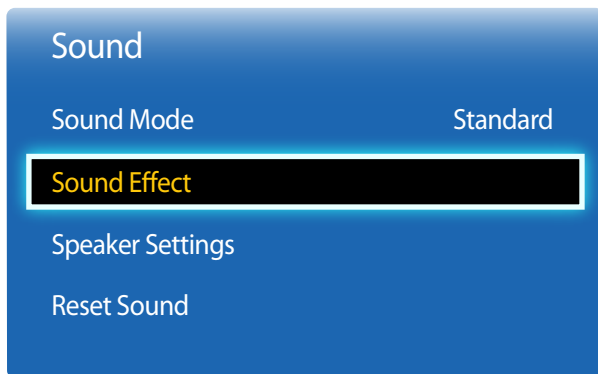 Sound
Sound Mode Standard
Sound Effect
Speaker Settings
Reset Sound